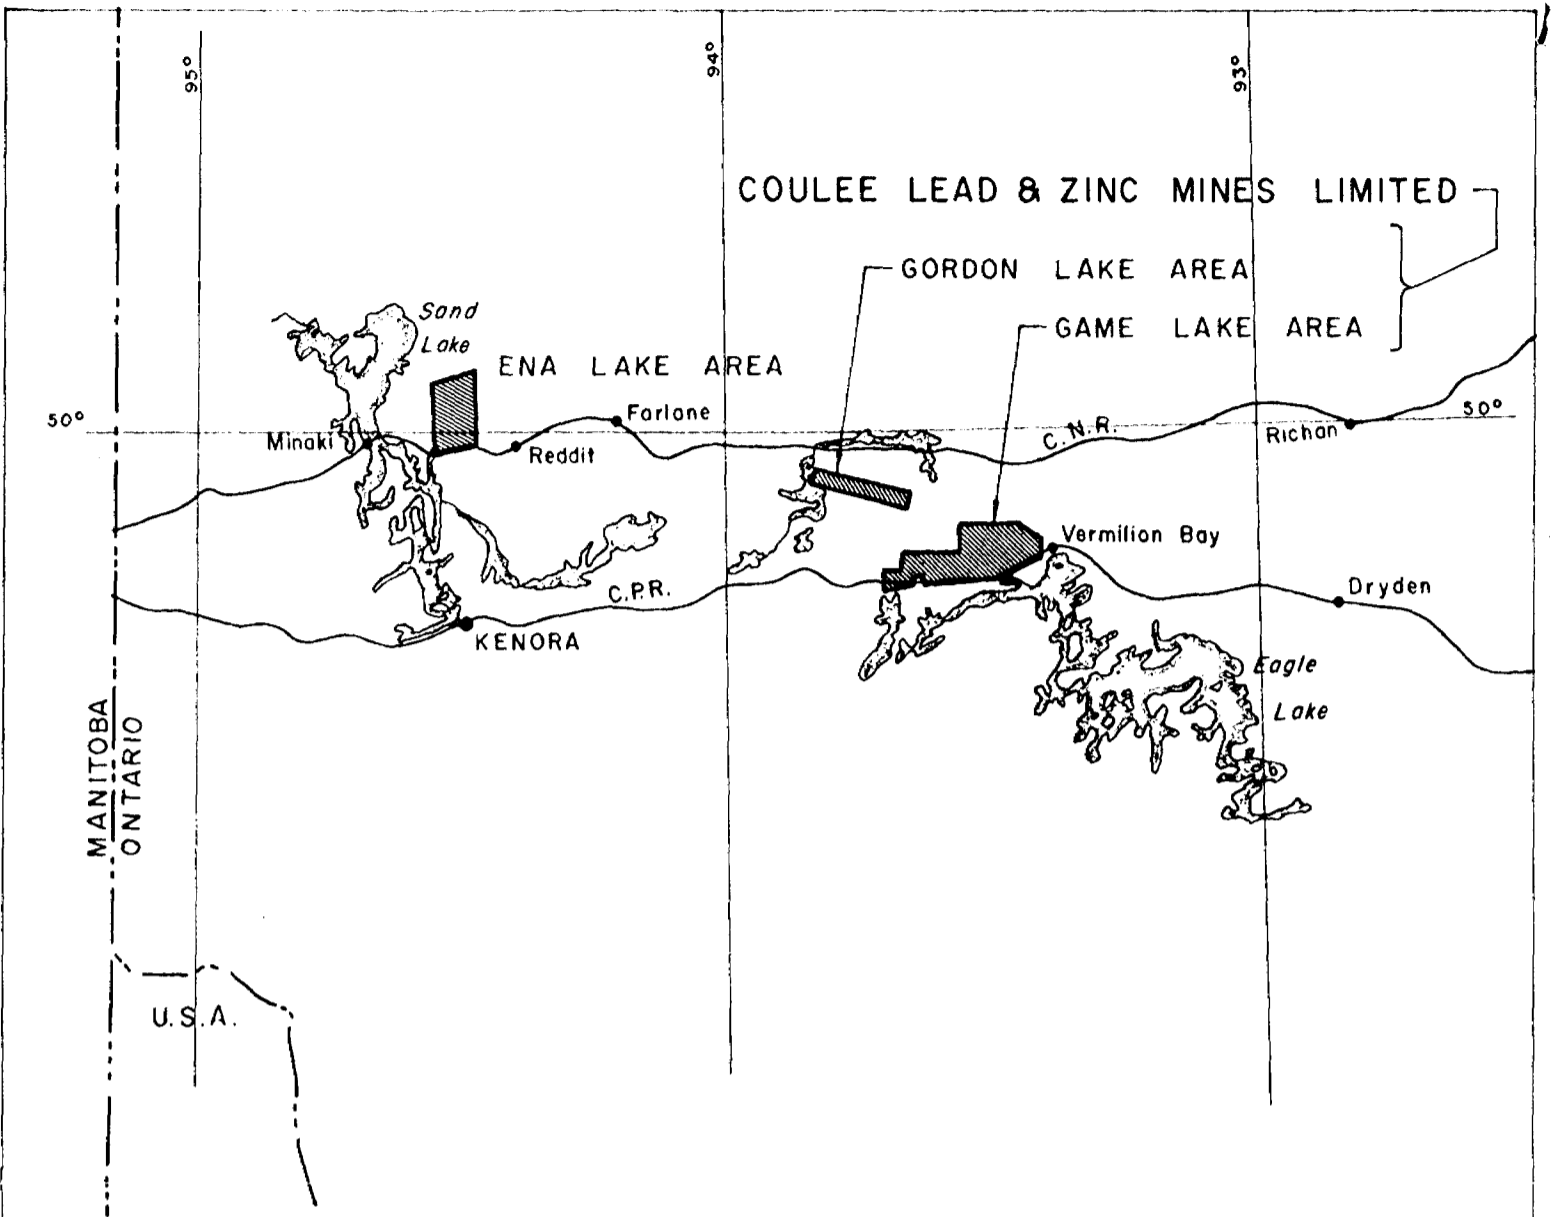 95°
94°
93°
COULEE LEAD & ZINC MINES LIMITED
GORDON LAKE AREA
GAME LAKE AREA
Sand
Lake
ENA LAKE AREA
50°
Farlane
50°
Minaki
Reddit
C.N.R.
Richan
Vermilion Bay
C.P.R.
Dryden
KENORA
Eagle
Lake
MANITOBA
ONTARIO
U.S.A.